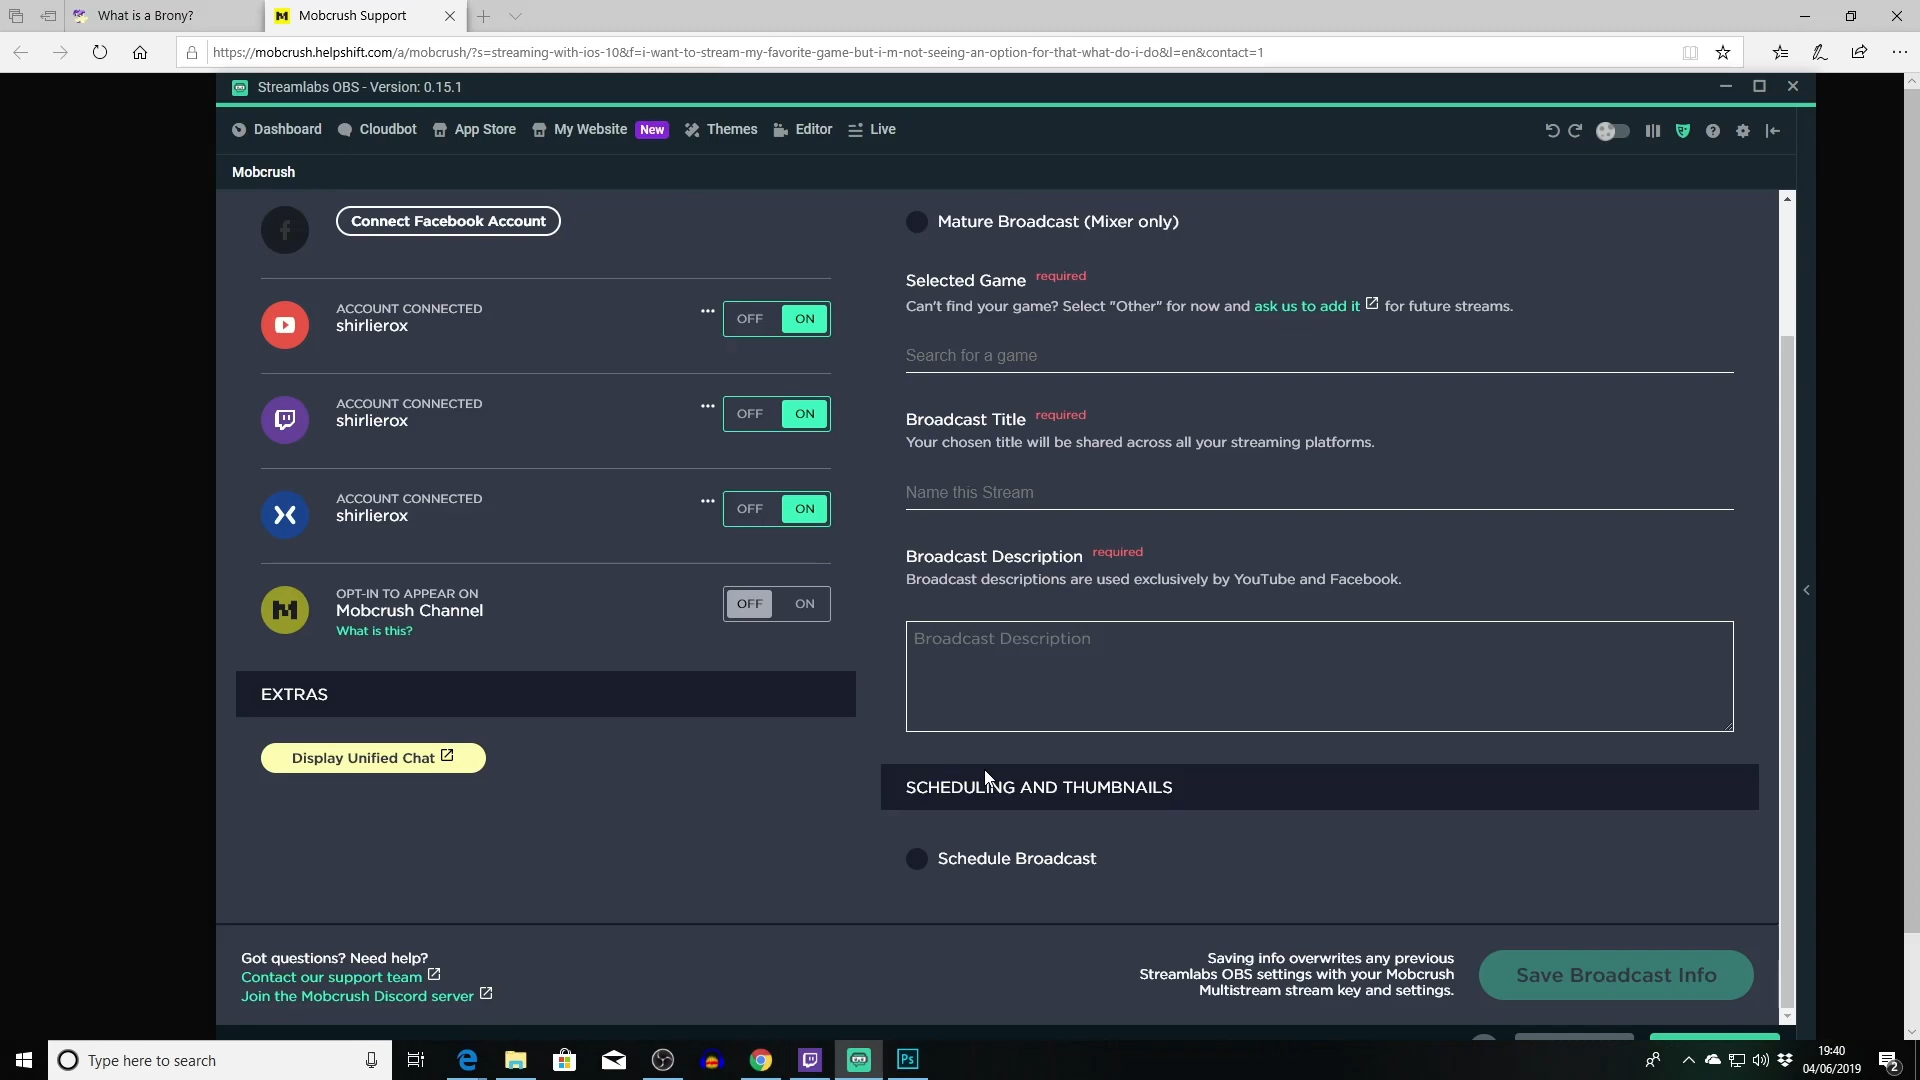 What is a Brony?
Mobcrush Support
https://mobcrush.helpshift.com/a/mobcrush/?s=streaming-with-ios-10&f=i-want-to-stream-my-favorite-game-but-i-m-not-seeing-an-option-for-that-what-do-i-do&l=en&contact=1
Streamlabs OBS - Version: 0.15.1
Dashboard
Cloudbot
App Store
My Website
New
Themes
Editor
Live
Mobcrush
Connect Facebook Account
ACCOUNT CONNECTED
shirlierox
OFF ON
ACCOUNT CONNECTED
shirlierox
OFF ON
ACCOUNT CONNECTED
shirlierox
OFF ON
OPT-IN TO APPEAR ON
Mobcrush Channel
What is this?
OFF ON
EXTRAS
Display Unified Chat
Mature Broadcast (Mixer only)
Selected Game required
Can't find your game? Select "Other" for now and ask us to add it for future streams.
Search for a game
Broadcast Title required
Your chosen title will be shared across all your streaming platforms.
Name this Stream
Broadcast Description required
Broadcast descriptions are used exclusively by YouTube and Facebook.
Broadcast Description
SCHEDULING AND THUMBNAILS
Schedule Broadcast
Got questions? Need help?
Contact our support team
Join the Mobcrush Discord server
Saving info overwrites any previous
Streamlabs OBS settings with your Mobcrush
Multistream stream key and settings.
Save Broadcast Info
Type here to search
Ps
19:40
04/06/2019
2